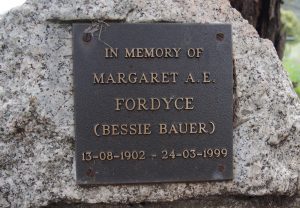 IN MEMORY OF
MARGARET A.E.
FORDYCE
(BESSIE BAUER)
13-08-1902 - 24-03-1999